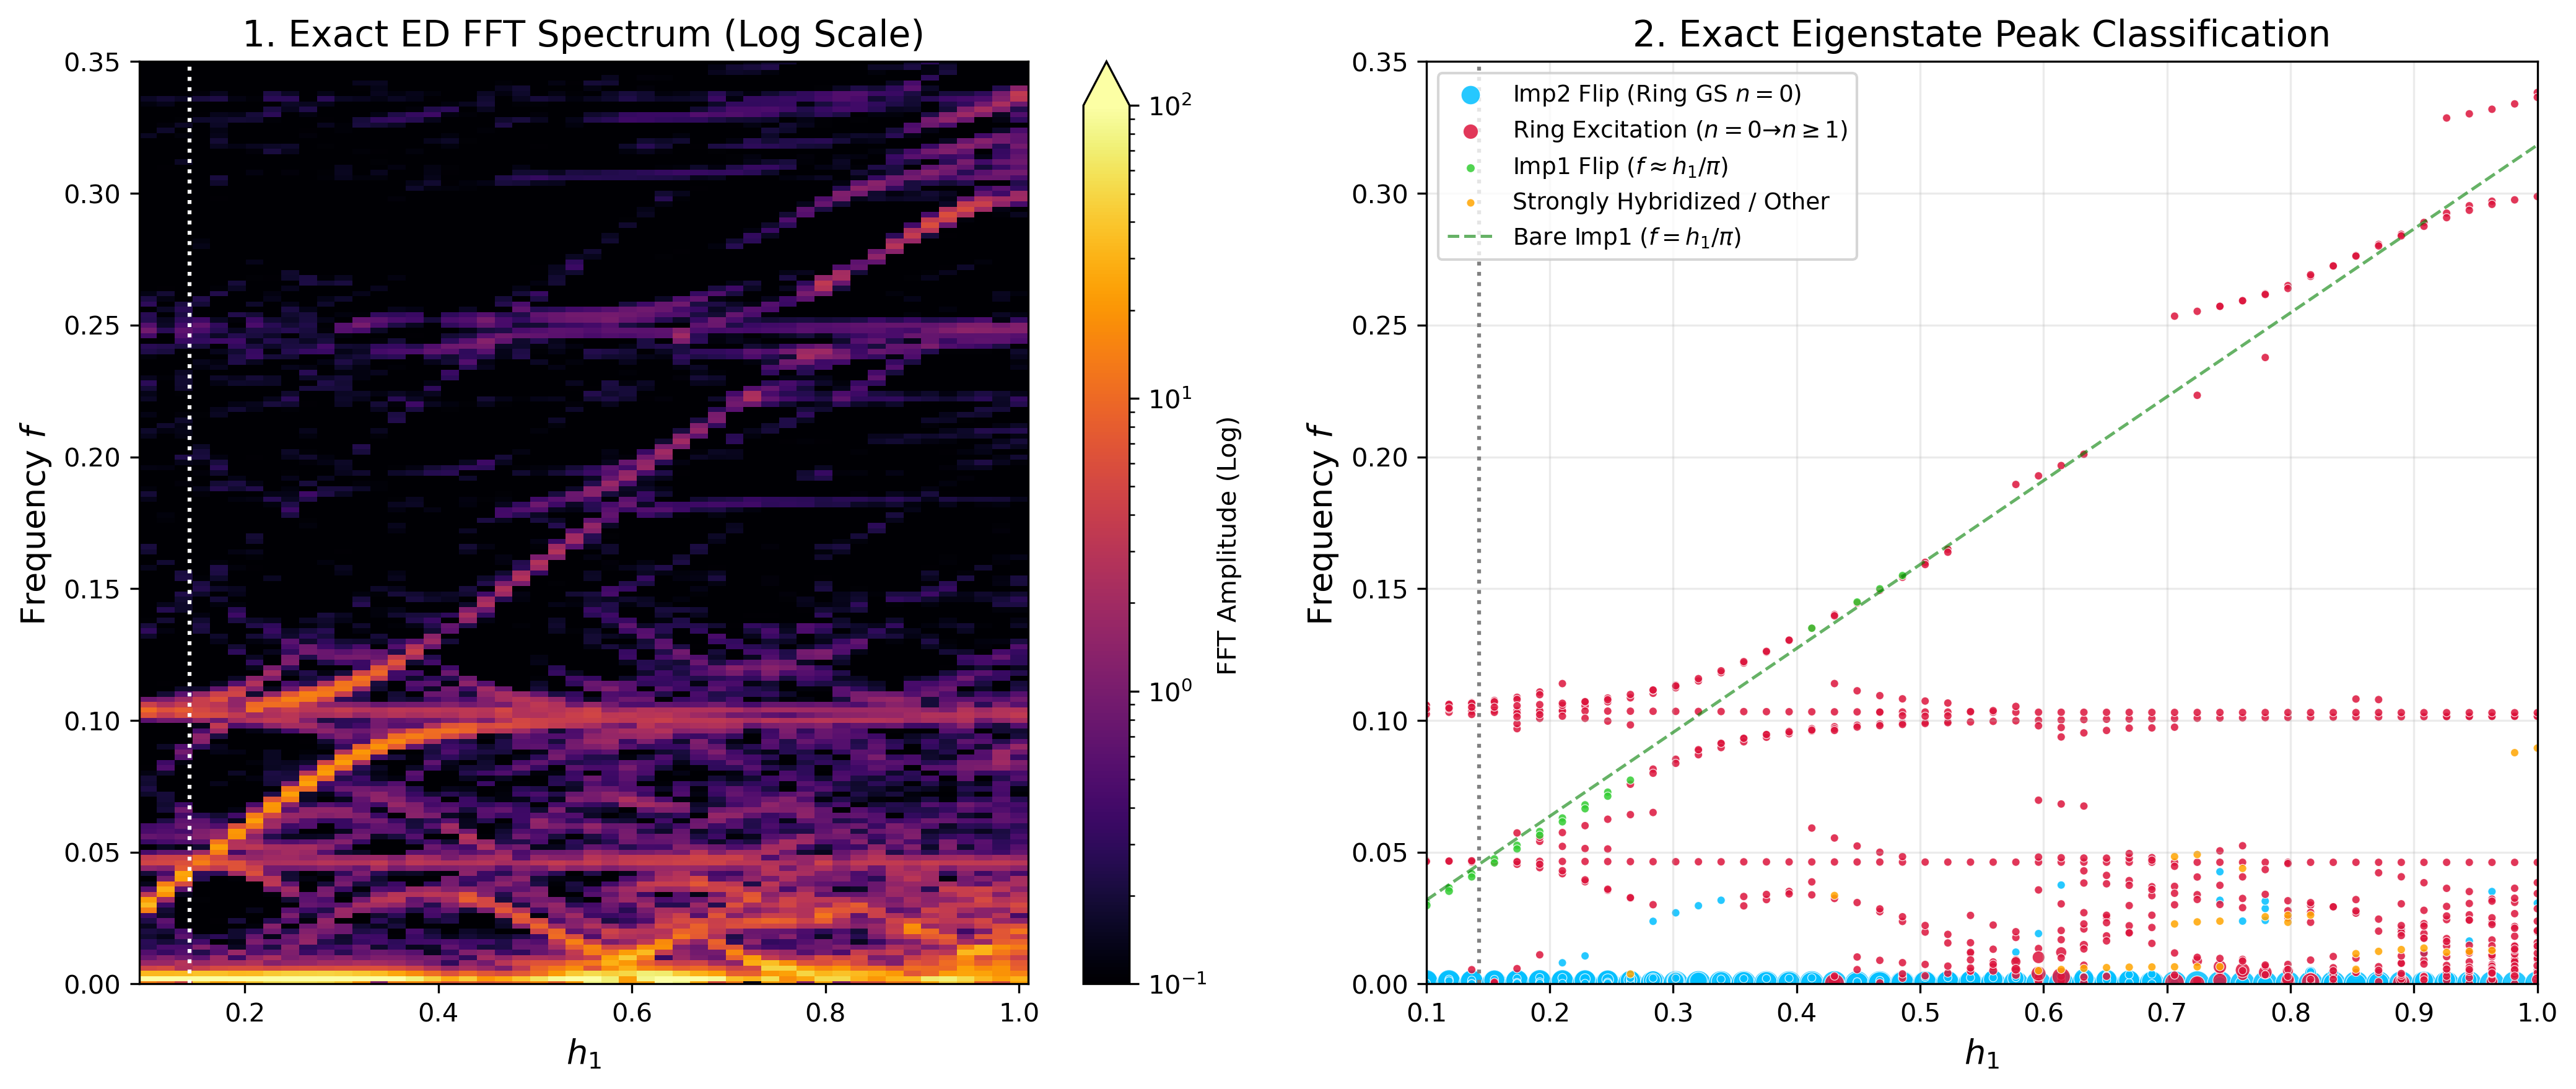 1. Exact ED FFT Spectrum (Log Scale)
Frequency f
0.35
0.30
0.25
0.20
0.15
0.10
0.05
0.00
0.2
0.4
0.6
0.8
1.0
h₁
10²
10¹
10⁰
10⁻¹
FFT Amplitude (Log)
2. Exact Eigenstate Peak Classification
Imp2 Flip (Ring GS n = 0)
Ring Excitation (n = 0→n ≥ 1)
Imp1 Flip (f ≈ h₁/π)
Strongly Hybridized / Other
Bare Imp1 (f = h₁/π)
Frequency f
0.35
0.30
0.25
0.20
0.15
0.10
0.05
0.00
0.1
0.2
0.3
0.4
0.5
0.6
0.7
0.8
0.9
1.0
h₁